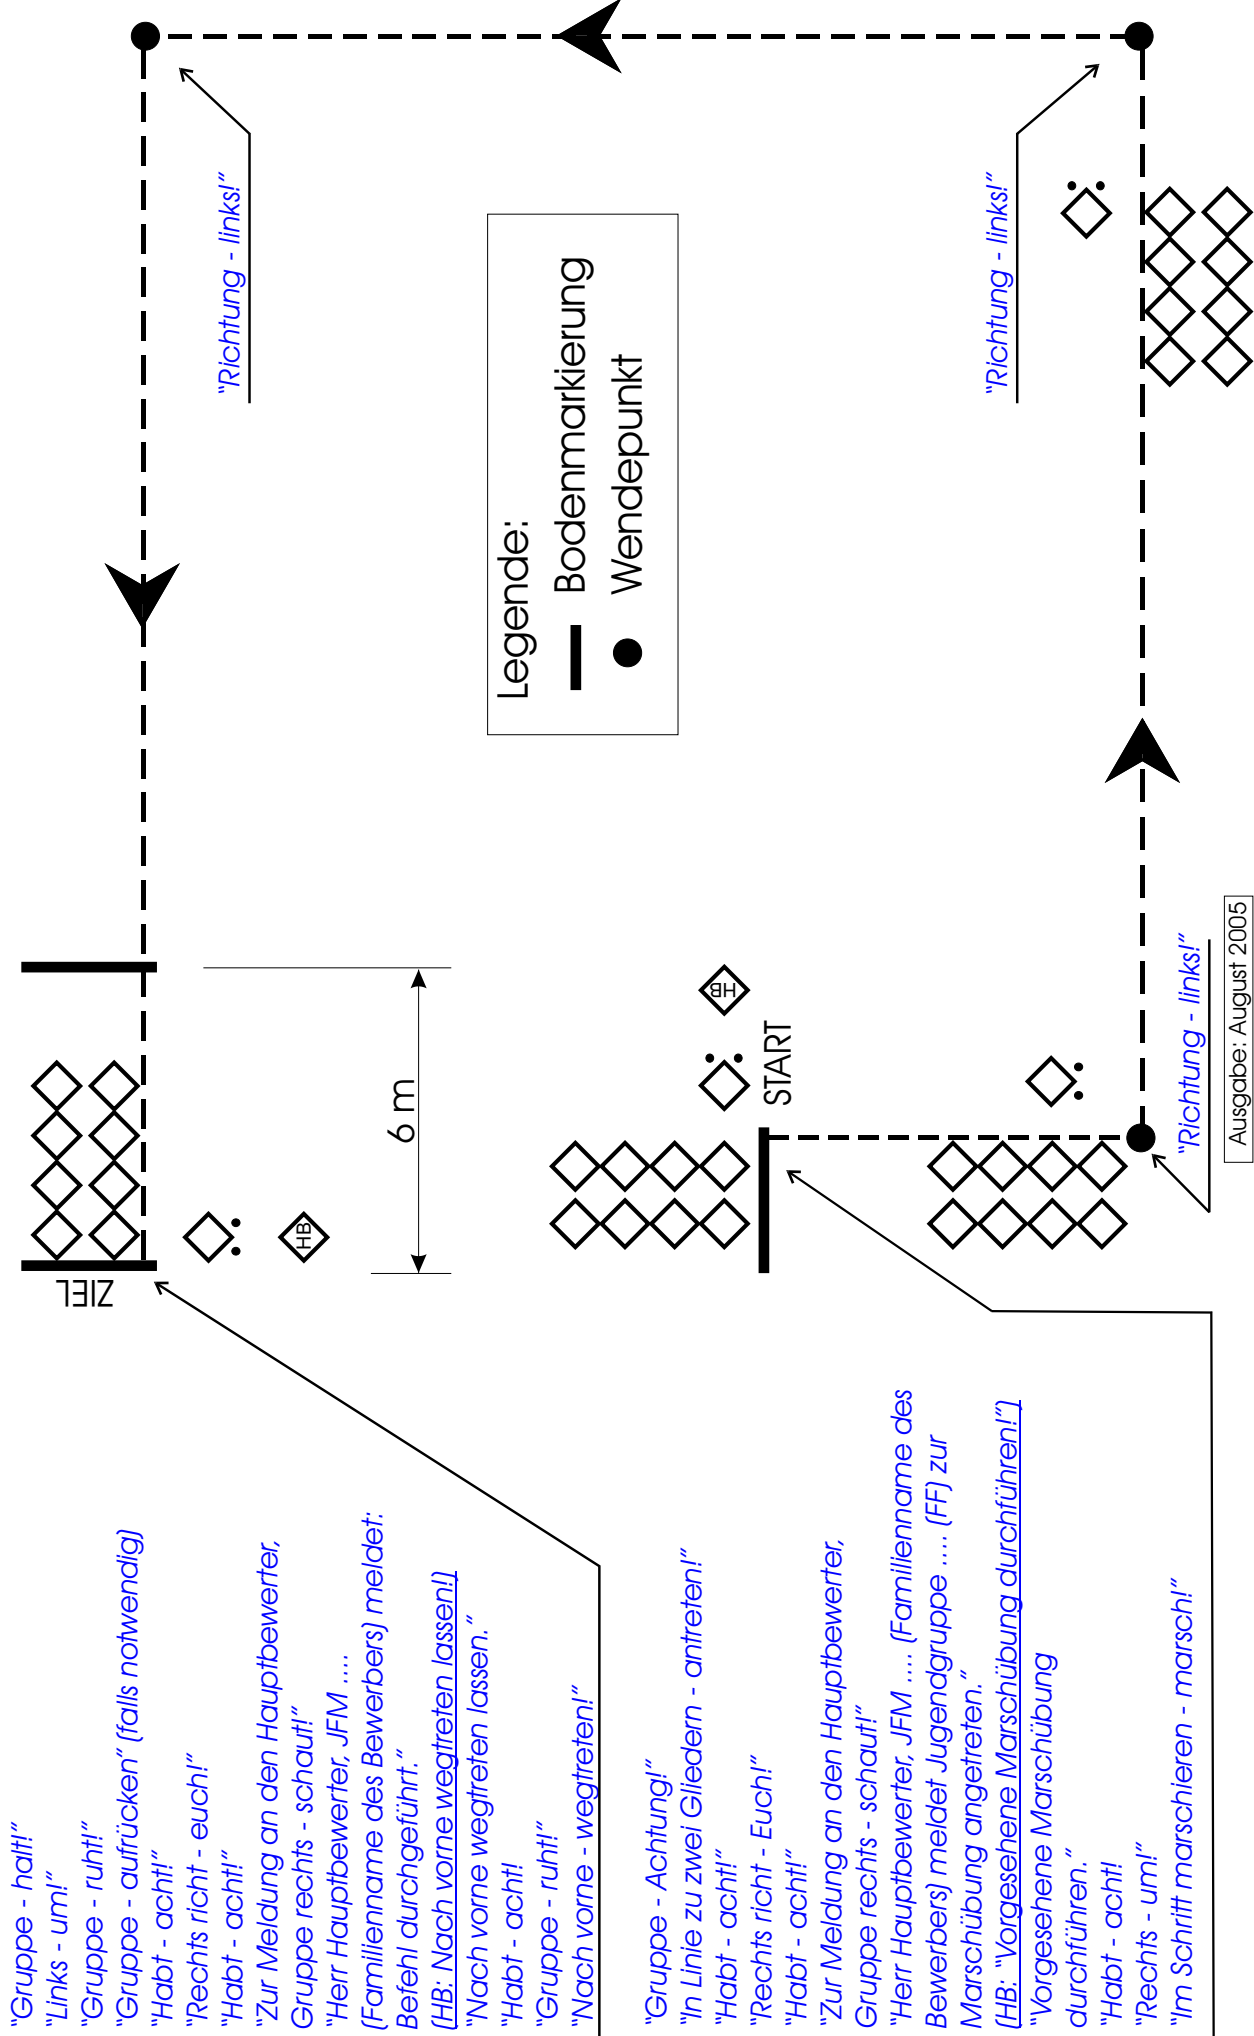 “Gruppe - halt!”
“Links - um!”
“Gruppe - ruht!”
“Gruppe - aufrücken” (falls notwendig)
“Habt - acht!”
“Rechts richt - euch!”
“Habt - acht!”
“Zur Meldung an den Hauptbewerter,
Gruppe rechts - schaut!”
“Herr Hauptbewerter, JFM ....
(Familienname des Bewerbers) meldet:
Befehl durchgeführt.”
(HB: Nach vorne wegtreten lassen!)
“Nach vorne wegtreten lassen.”
“Habt - acht!
“Gruppe - ruht!”
“Nach vorne - wegtreten!”
“Gruppe - Achtung!”
“In Linie zu zwei Gliedern - antreten!”
“Habt - acht!”
“Rechts richt - Euch!”
“Habt - acht!”
“Zur Meldung an den Hauptbewerter,
Gruppe rechts - schaut!”
“Herr Hauptbewerter, JFM .... (Familienname des
Bewerbers) meldet Jugendgruppe .... (FF) zur
Marschübung angetreten.”
(HB: “Vorgesehene Marschübung durchführen!”)
“Vorgesehene Marschübung
durchführen.”
“Habt - acht!
“Rechts - um!”
“Im Schritt marschieren - marsch!”
ZIEL
HB
6 m
HB
START
“Richtung - links!”
Ausgabe: August 2005
Legende:
Bodenmarkierung
Wendepunkt
“Richtung - links!”
“Richtung - links!”